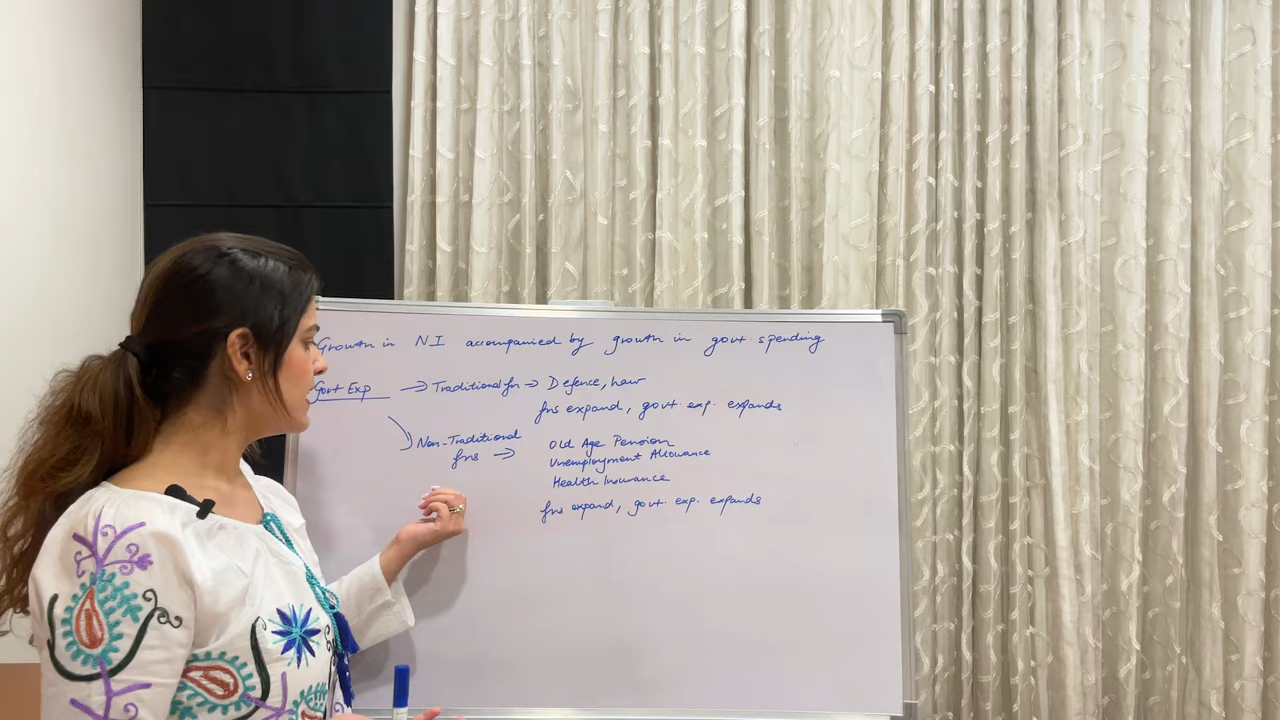 Growth in NI accompanied by growth in govt. spending
Govt Exp → Traditional fn → Defence, Law
fns expand, govt. exp. expands
Non-Traditional fns → Old Age Pension
Unemployment Allowance
Health Insurance
fns expand, govt. exp. expands